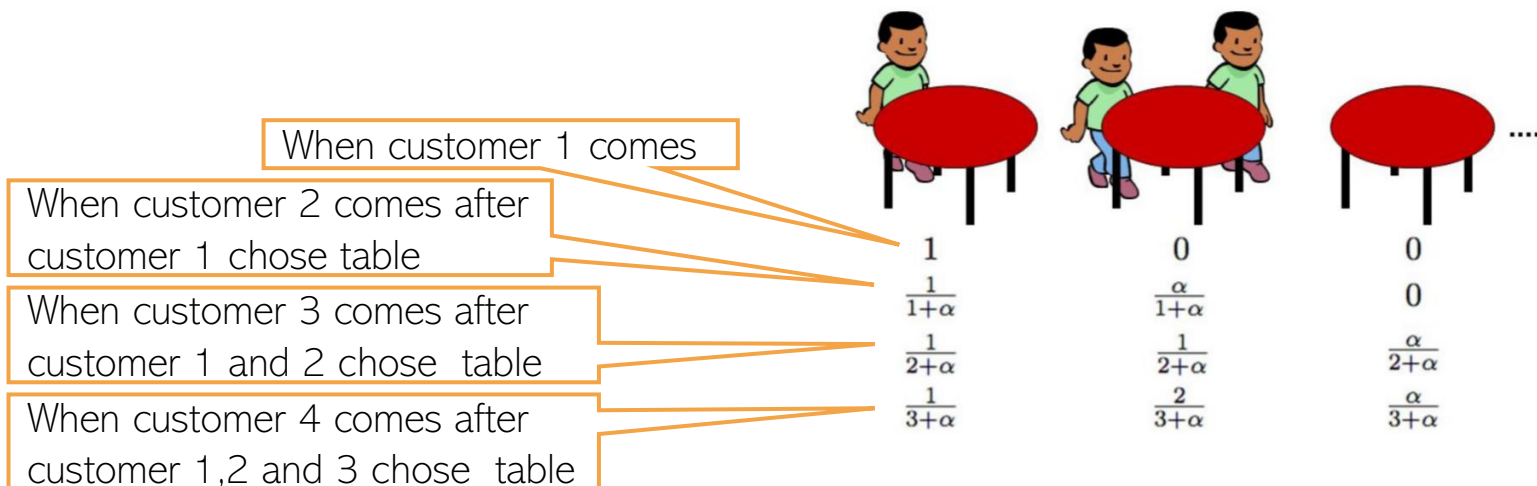 ....
When customer 1 comes
When customer 2 comes after
customer 1 chose table
1 0 0
1/(1+α) α/(1+α) 0
When customer 3 comes after
customer 1 and 2 chose table
1/(2+α) 1/(2+α) α/(2+α)
When customer 4 comes after
customer 1,2 and 3 chose table
1/(3+α) 2/(3+α) α/(3+α)